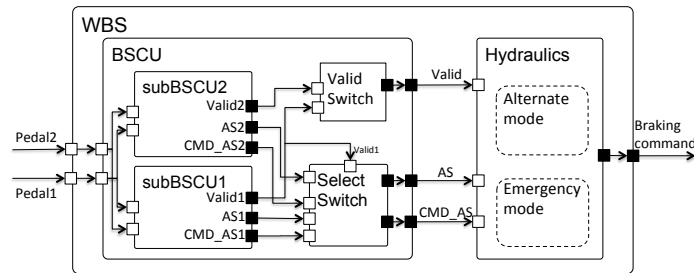 WBS
BSCU
Hydraulics
subBSCU2
Valid2
AS2
CMD_AS2
Valid
Switch
Valid
Alternate
mode
Pedal2
Pedal1
Braking
command
Valid1
subBSCU1
Valid1
AS1
CMD_AS1
Select
Switch
AS
CMD_AS
Emergency
mode